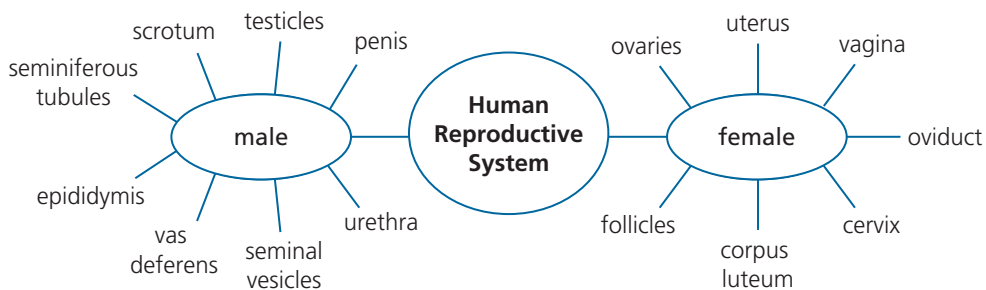 Human
Reproductive
System
male
testicles
scrotum
penis
seminiferous
tubules
epididymis
vas
deferens
seminal
vesicles
urethra
female
ovaries
uterus
vagina
oviduct
follicles
corpus
luteum
cervix